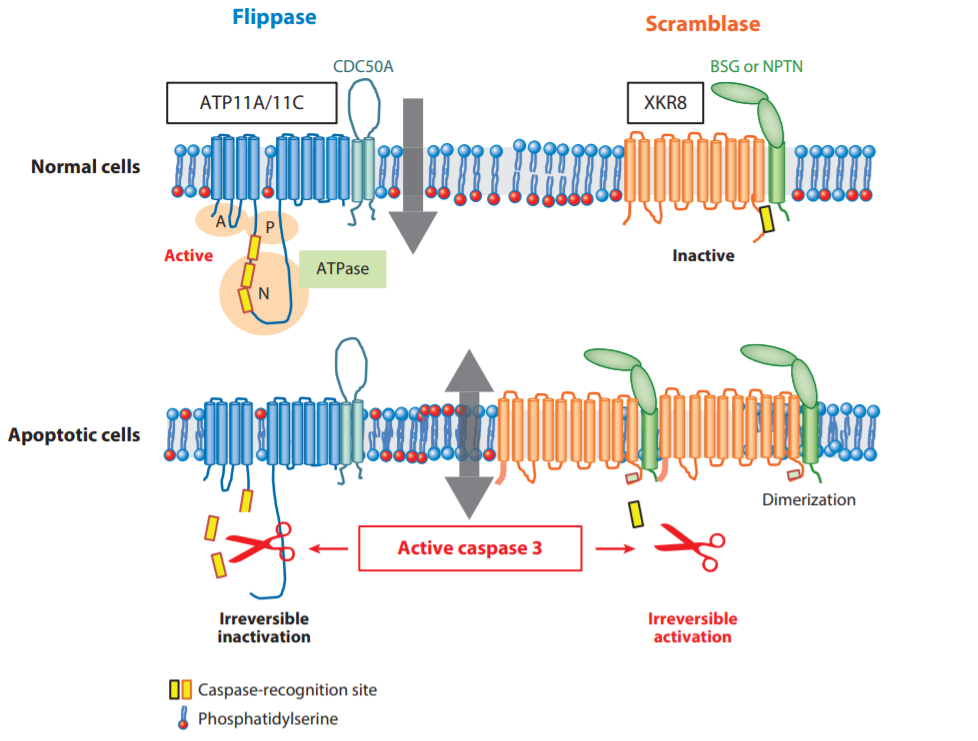 Flippase
Scramblase
CDC50A
BSG or NPTN
ATP11A/11C
XKR8
Normal cells
A
P
Active
Inactive
ATPase
N
Apoptotic cells
Dimerization
Active caspase 3
Irreversible
inactivation
Irreversible
activation
Caspase-recognition site
Phosphatidylserine